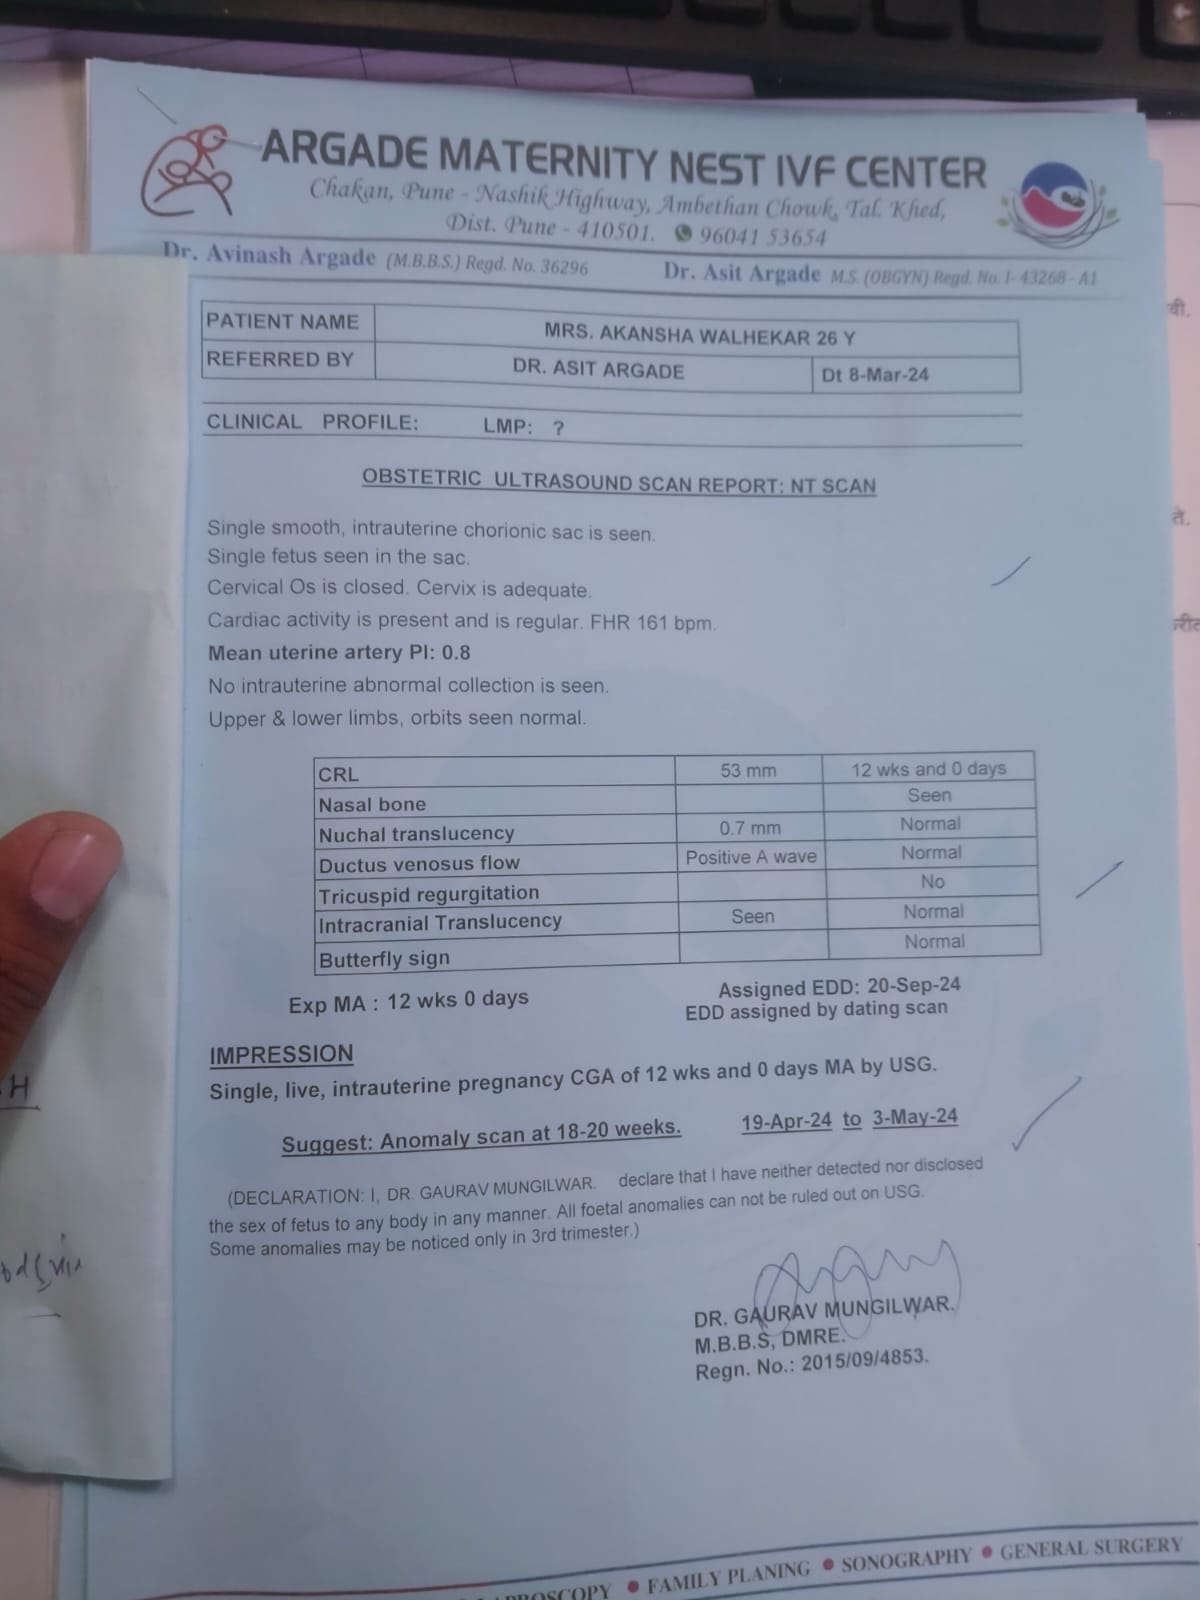 ARGADE MATERNITY NEST IVF CENTER
Chakan, Pune - Nashik Highway, Ambethan Chowk, Tal. Khed,
Dist. Pune - 410501. 96041 53654
Dr. Avinash Argade (M.B.B.S.) Regd. No. 36296 Dr. Asit Argade M.S. (OBGYN) Regd. No. I- 43268 - A1
PATIENT NAME MRS. AKANSHA WALHEKAR 26 Y
REFERRED BY DR. ASIT ARGADE Dt 8-Mar-24
CLINICAL PROFILE: LMP: ?
OBSTETRIC ULTRASOUND SCAN REPORT: NT SCAN
Single smooth, intrauterine chorionic sac is seen.
Single fetus seen in the sac.
Cervical Os is closed. Cervix is adequate.
Cardiac activity is present and is regular. FHR 161 bpm.
Mean uterine artery PI: 0.8
No intrauterine abnormal collection is seen.
Upper & lower limbs, orbits seen normal.
CRL 53 mm 12 wks and 0 days
Nasal bone Seen
Nuchal translucency 0.7 mm Normal
Ductus venosus flow Positive A wave Normal
Tricuspid regurgitation No
Intracranial Translucency Seen Normal
Butterfly sign Normal
Exp MA : 12 wks 0 days Assigned EDD: 20-Sep-24
EDD assigned by dating scan
IMPRESSION
Single, live, intrauterine pregnancy CGA of 12 wks and 0 days MA by USG.
Suggest: Anomaly scan at 18-20 weeks. 19-Apr-24 to 3-May-24
(DECLARATION: I, DR. GAURAV MUNGILWAR. declare that I have neither detected nor disclosed
the sex of fetus to any body in any manner. All foetal anomalies can not be ruled out on USG.
Some anomalies may be noticed only in 3rd trimester.)
DR. GAURAV MUNGILWAR.
M.B.B.S, DMRE.
Regn. No.: 2015/09/4853.
FAMILY PLANING • SONOGRAPHY • GENERAL SURGERY